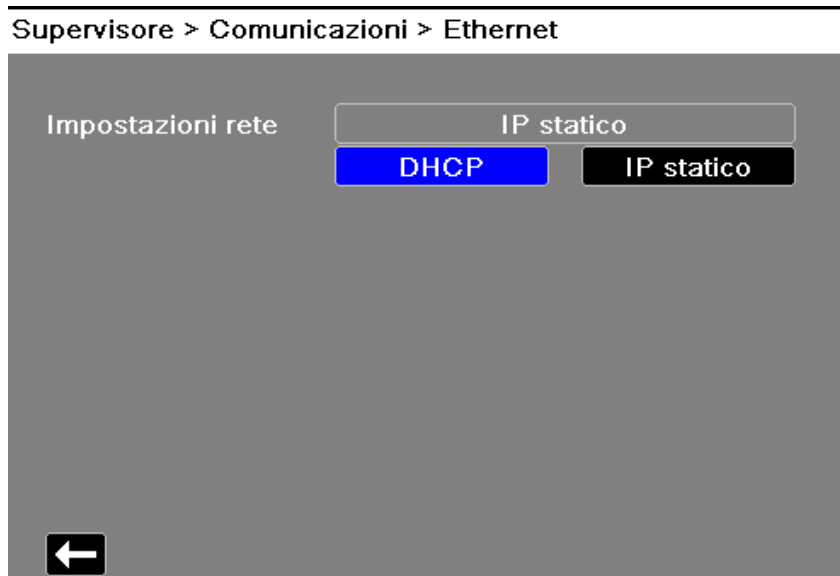 Supervisore > Comunicazioni > Ethernet
Impostazioni rete IP statico
DHCP IP statico